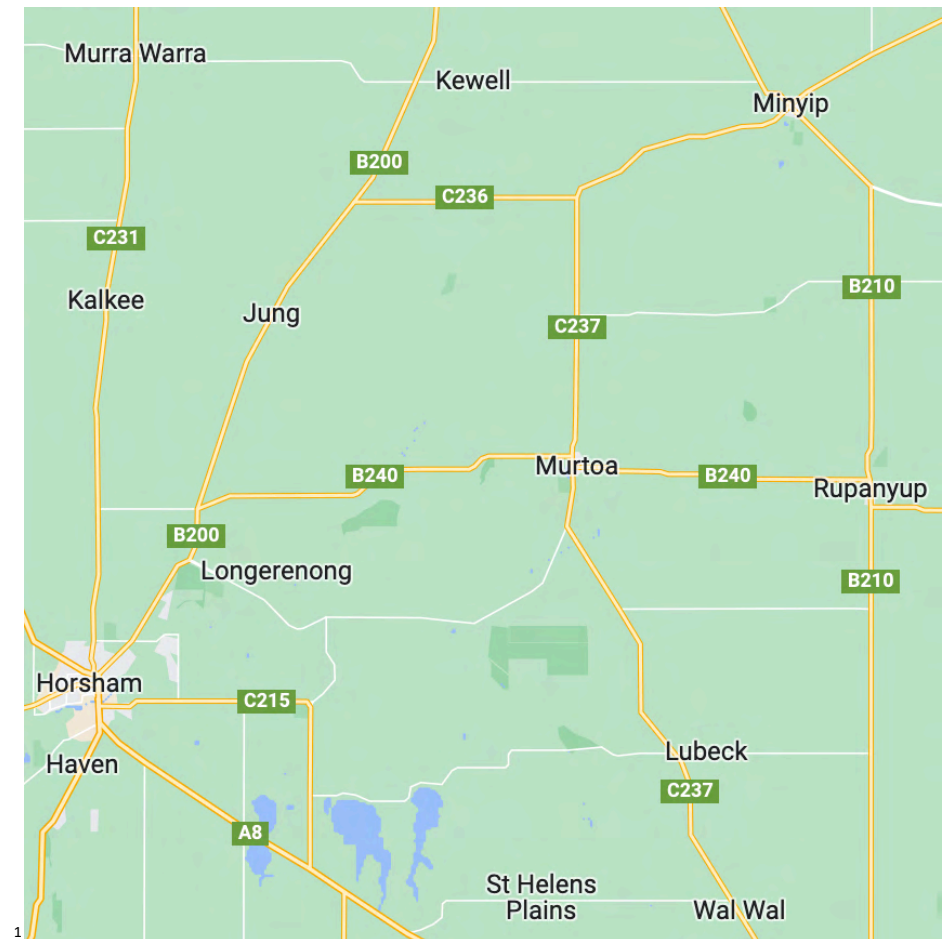 Murra Warra
Kewell
Minyip
B200
C236
C231
B210
Kalkee
Jung
C237
Murtoa
B240
B240
Rupanyup
B200
Longerenong
B210
Horsham
C215
Lubeck
Haven
C237
A8
St Helens
Plains
Wal Wal
1